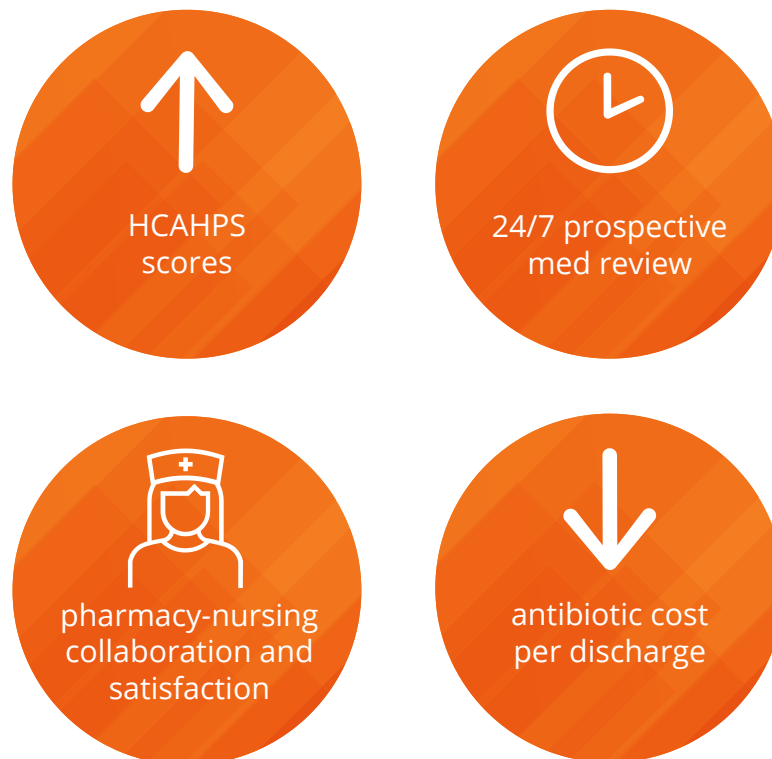 HCAHPS
scores
24/7 prospective
med review
pharmacy-nursing
collaboration and
satisfaction
antibiotic cost
per discharge